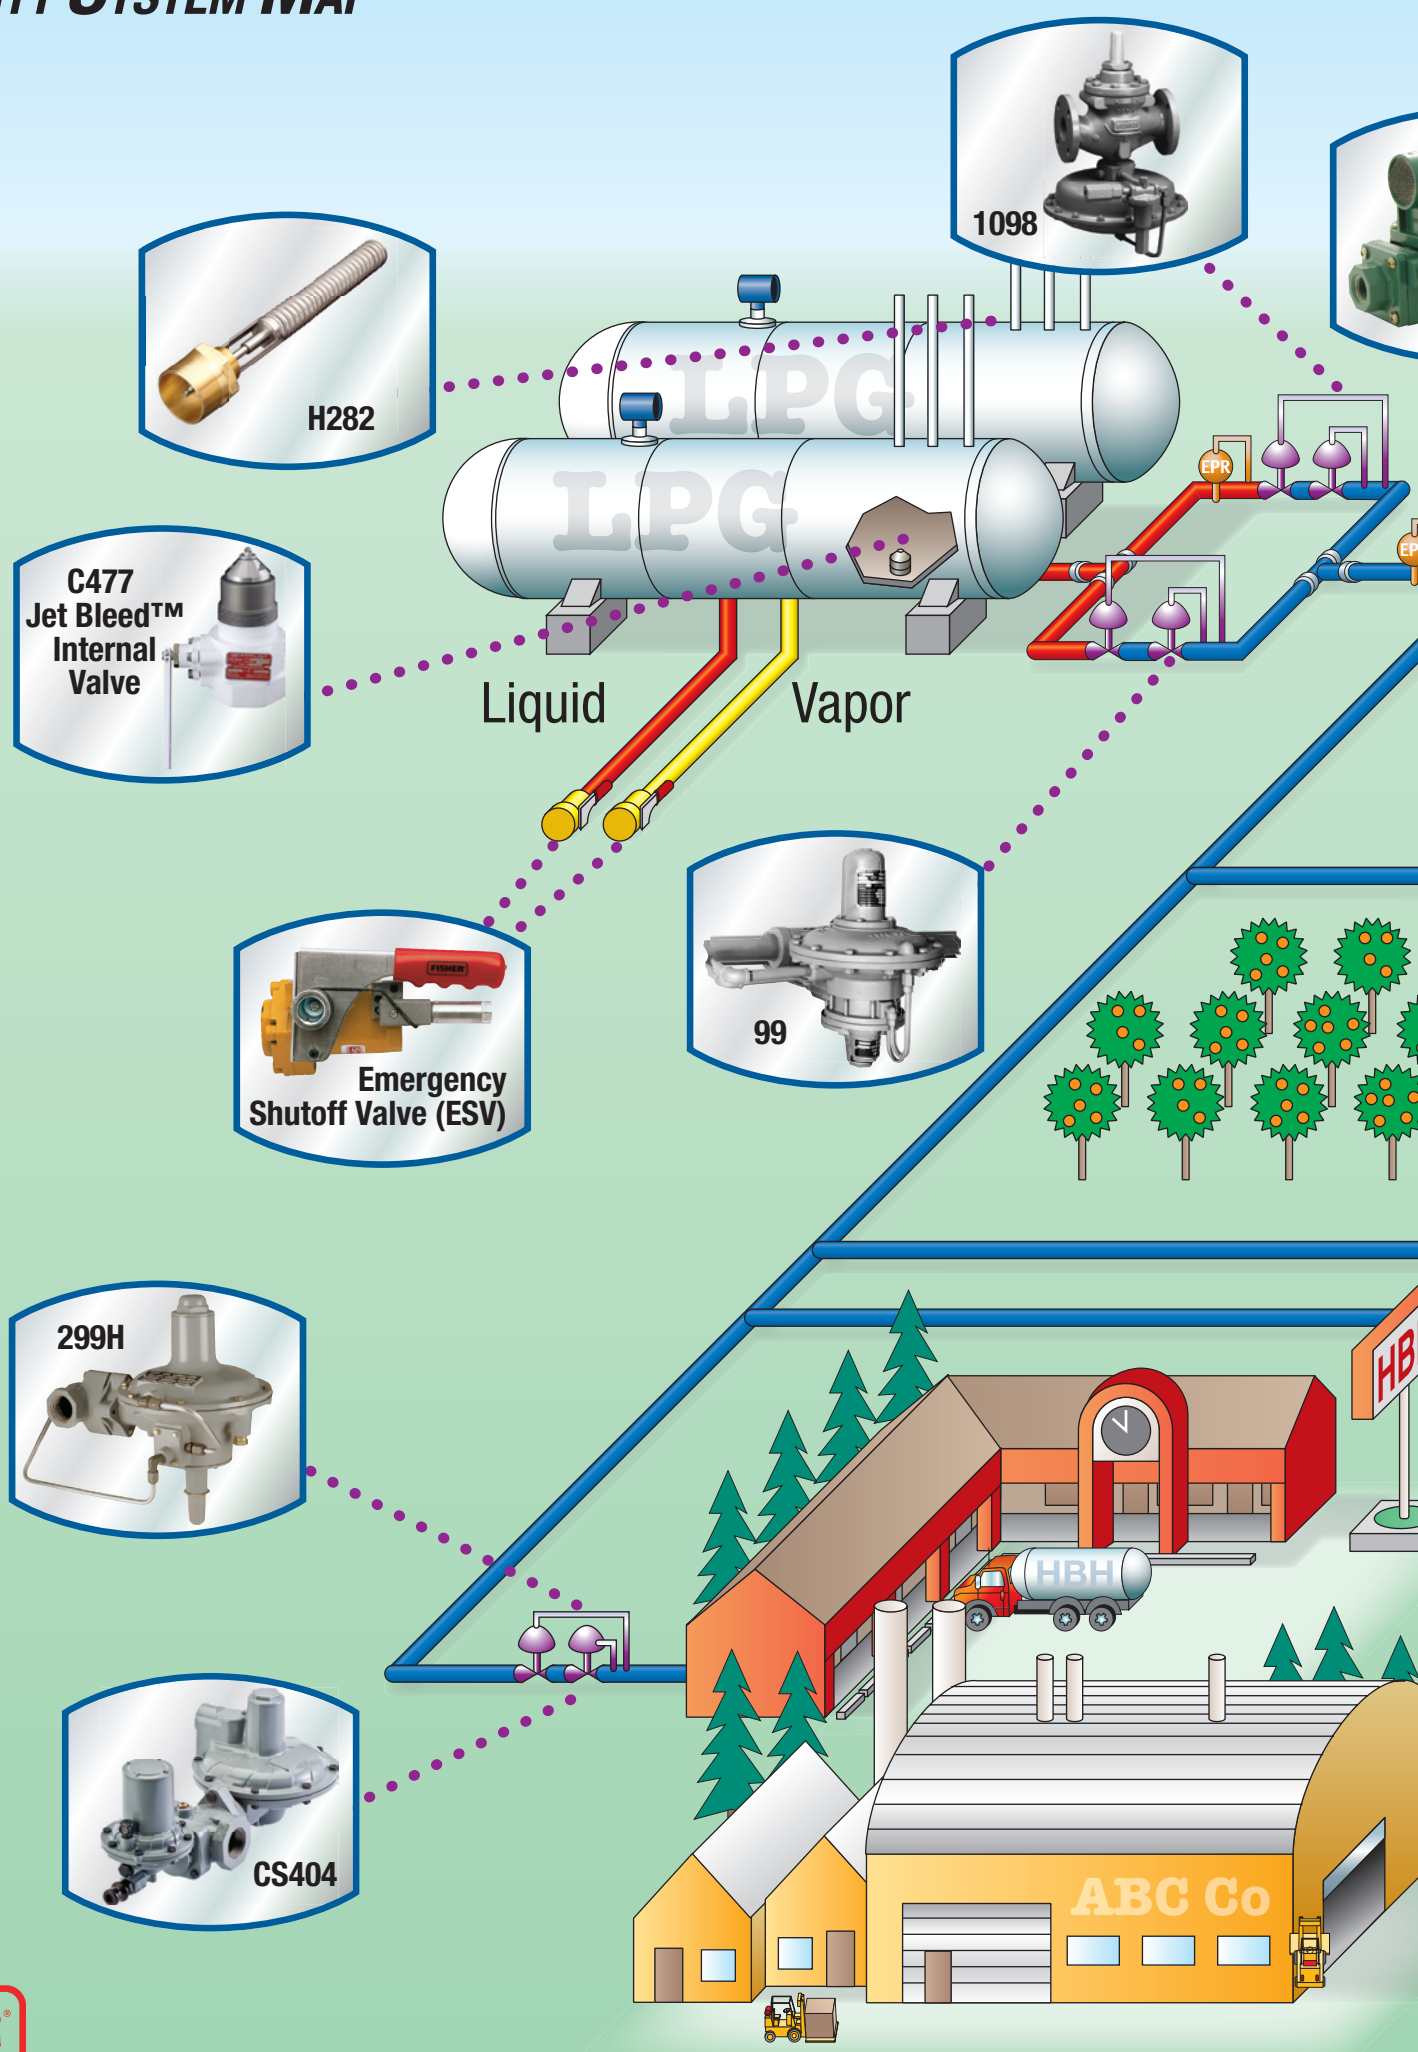 SYSTEM
1098
H282
LPG
LPG
EPR
C477
Jet Bleed™
Internal
Valve
Liquid
Vapor
99
FISHER
Emergency
Shutoff Valve (ESV)
299H
HBH
CS404
ABC Co